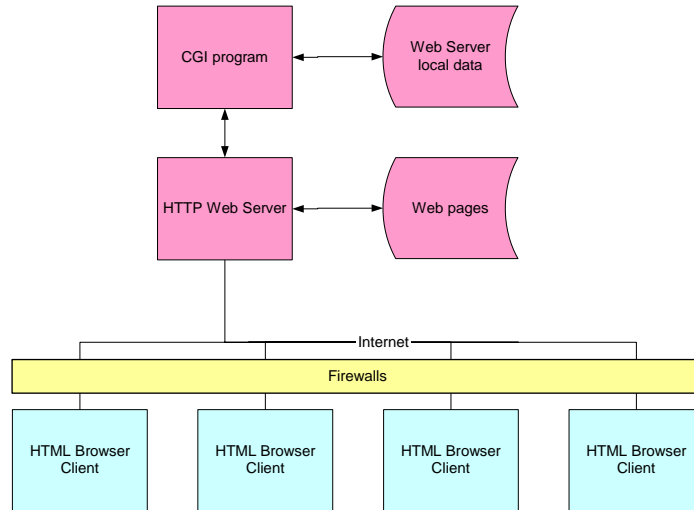 CGI program
Web Server
local data
HTTP Web Server
Web pages
Internet
Firewalls
HTML Browser
Client
HTML Browser
Client
HTML Browser
Client
HTML Browser
Client